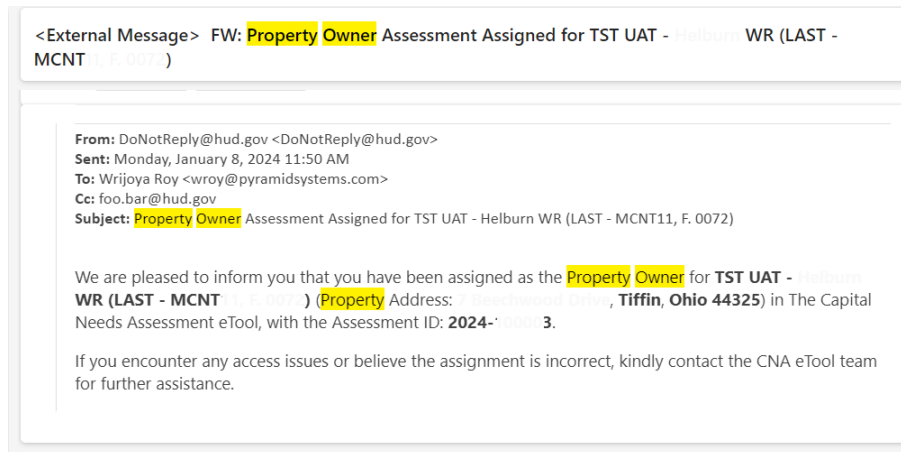 <External Message> FW: Property Owner Assessment Assigned for TST UAT - WR (LAST -
MCNT )
From: DoNotReply@hud.gov <DoNotReply@hud.gov>
Sent: Monday, January 8, 2024 11:50 AM
To: Wrijoya Roy <wroy@pyramidsystems.com>
Cc: foo.bar@hud.gov
Subject: Property Owner Assessment Assigned for TST UAT - Helburn WR (LAST - MCNT11, F. 0072)
We are pleased to inform you that you have been assigned as the Property Owner for TST UAT -
WR (LAST - MCNT ) (Property Address: , Tiffin, Ohio 44325) in The Capital
Needs Assessment eTool, with the Assessment ID: 2024- 3.
If you encounter any access issues or believe the assignment is incorrect, kindly contact the CNA eTool team
for further assistance.